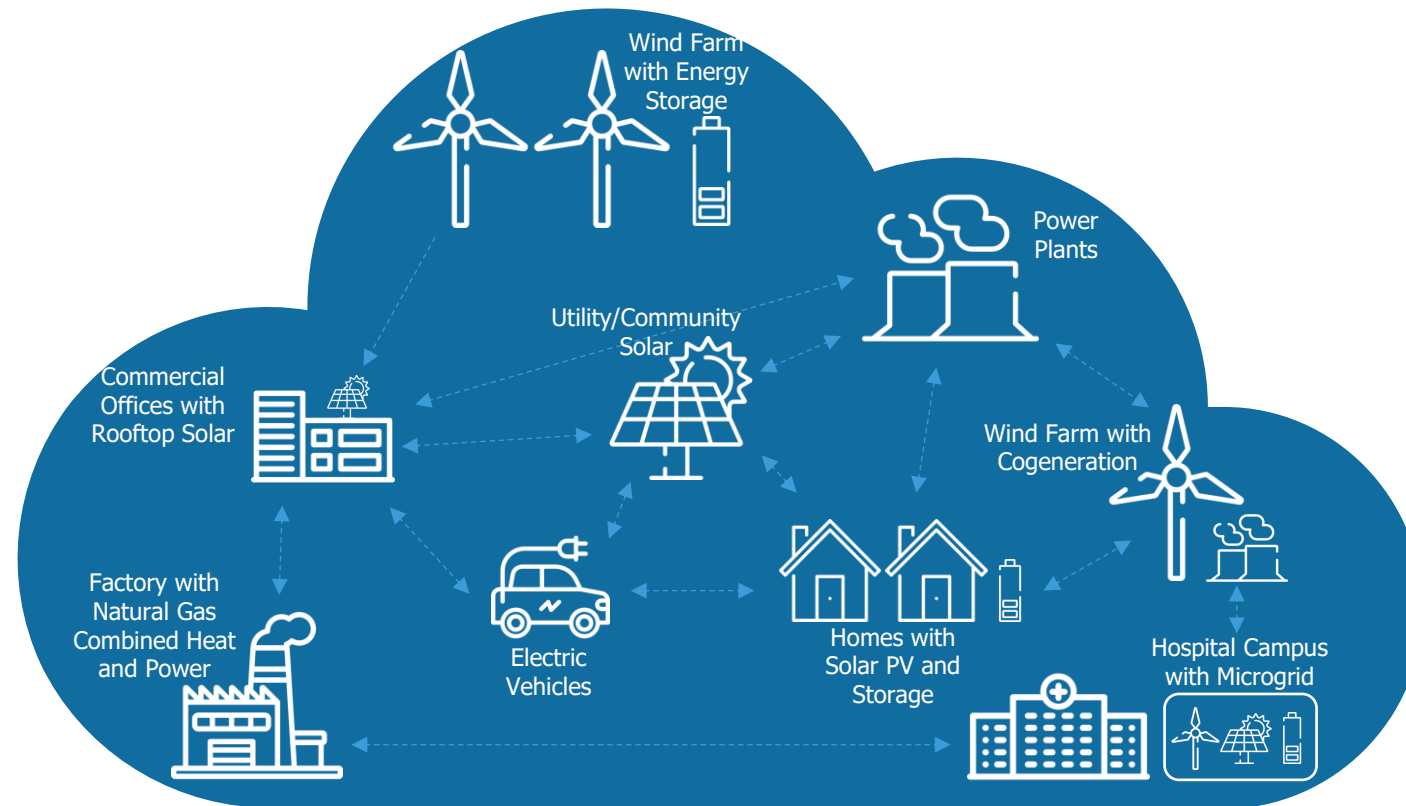 Wind Farm
with Energy
Storage
Power
Plants
Utility/Community
Solar
Commercial
Offices with
Rooftop Solar
Wind Farm with
Cogeneration
Factory with
Natural Gas
Combined Heat
and Power
Electric
Vehicles
Homes with
Solar PV and
Storage
Hospital Campus
with Microgrid